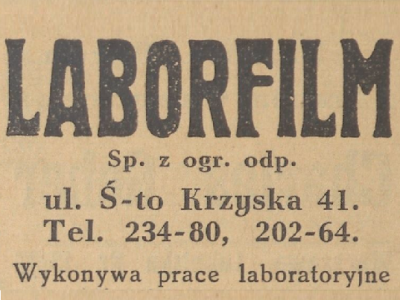 LABORFILM
Sp. z ogr. odp.
ul. Ś-to Krzyska 41.
Tel. 234-80, 202-64.
Wykonywa prace laboratoryjne